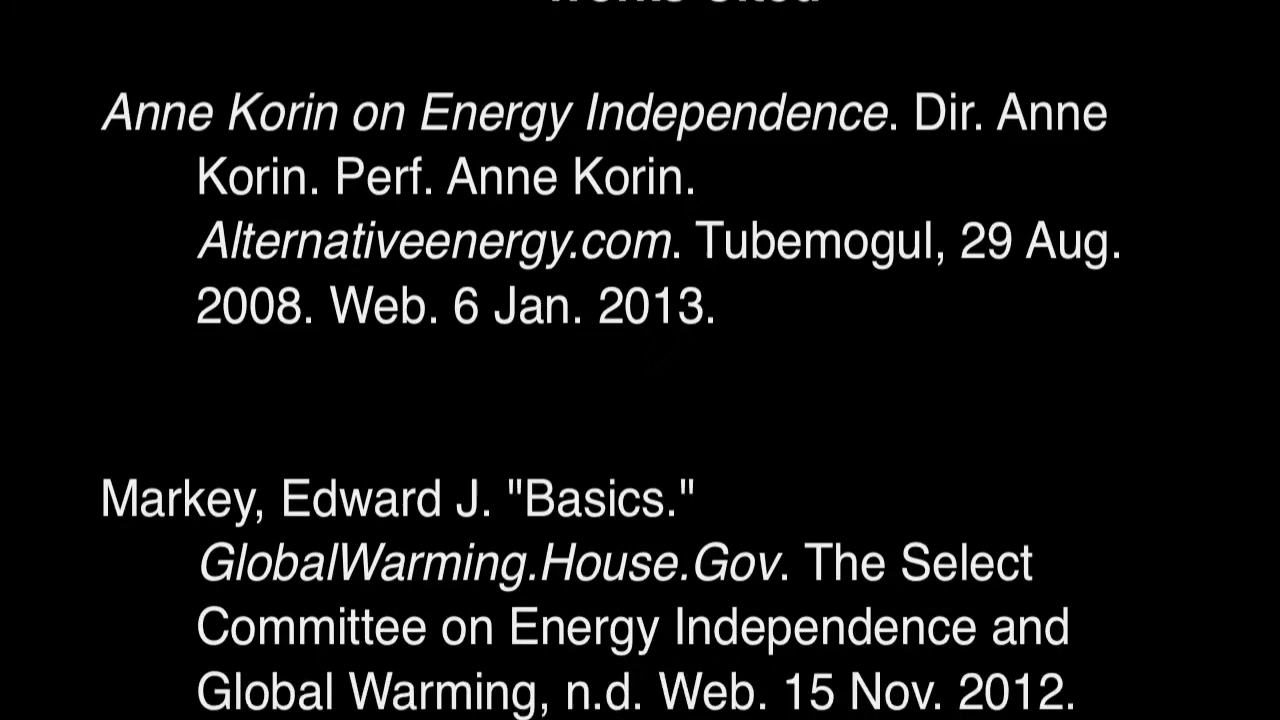 Works Cited
Anne Korin on Energy Independence. Dir. Anne
Korin. Perf. Anne Korin.
Alternativeenergy.com. Tubemogul, 29 Aug.
2008. Web. 6 Jan. 2013.
Markey, Edward J. "Basics."
GlobalWarming.House.Gov. The Select
Committee on Energy Independence and
Global Warming, n.d. Web. 15 Nov. 2012.